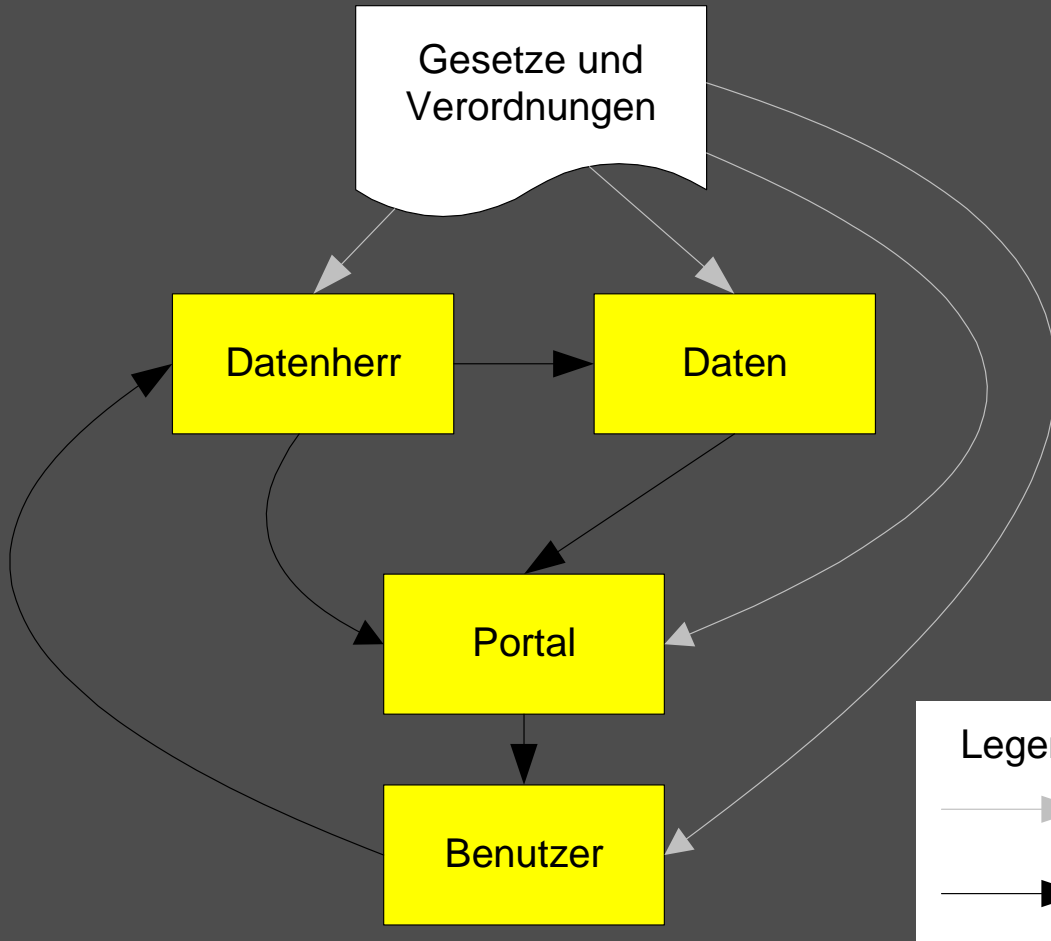 Gesetze und
Verordnungen
Datenherr
Daten
Portal
Benutzer